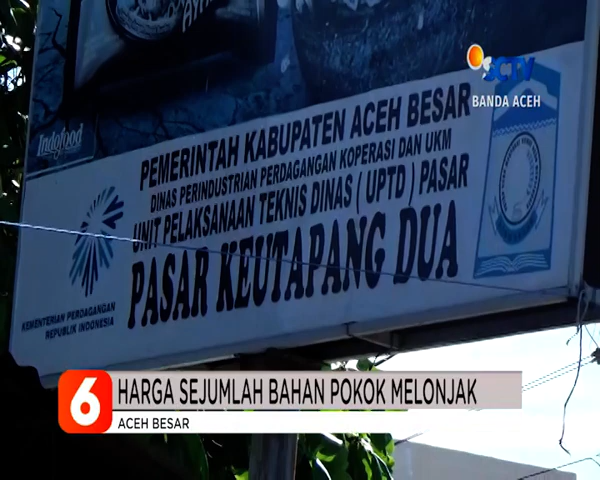 SCTV
BANDA ACEH
Indofood
PEMERINTAH KABUPATEN ACEH BESAR
DINAS PERINDUSTRIAN PERDAGANGAN KOPERASI DAN UKM
UNIT PELAKSANAAN TEKNIS DINAS ( UPTD ) PASAR
PASAR KEUTAPANG DUA
KEMENTERIAN PERDAGANGAN
REPUBLIK INDONESIA
6
HARGA SEJUMLAH BAHAN POKOK MELONJAK
ACEH BESAR